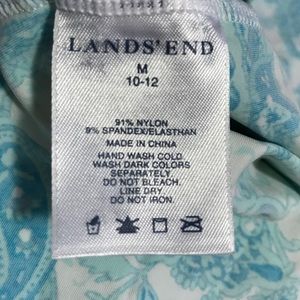 LANDS' END
M
10-12
91% NYLON
9% SPANDEX/ELASTHAN
MADE IN CHINA
HAND WASH COLD.
WASH DARK COLORS
SEPARATELY.
DO NOT BLEACH.
LINE DRY.
DO NOT IRON.